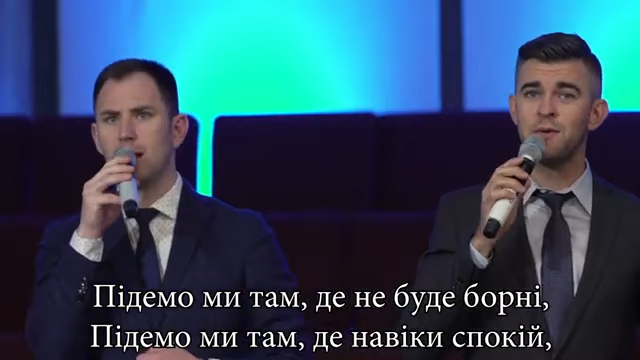 Підемо ми там, де не буде борні,
Підемо ми там, де навіки спокій,